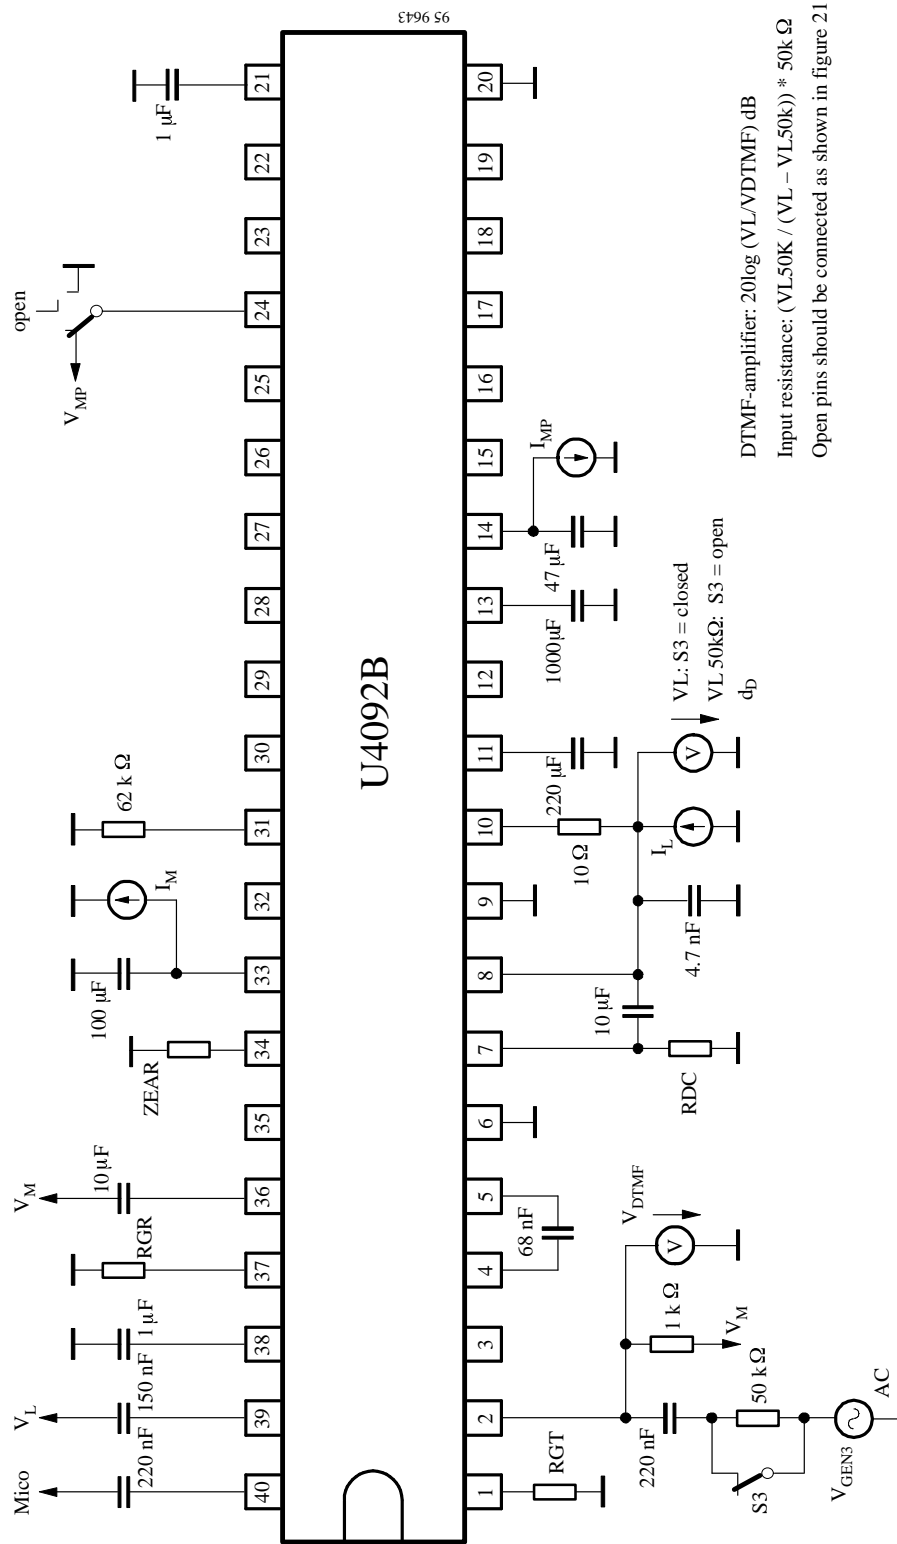 95 9643
21
22
23
24
25
26
27
28
29
30
31
32
33
34
35
36
37
38
39
40
20
19
18
17
16
15
14
13
12
11
10
9
8
7
6
5
4
3
2
1
U4092B
1 µF
open
V_MP
62 k Ω
I_M
100 µF
ZEAR
10 µF
V_M
RGR
1 µF
150 nF
V_L
220 nF
Mico
I_MP
47 µF
1000µF
220 µF
10 Ω
I_L
V
4.7 nF
10 µF
RDC
68 nF
V_DTMF
V
1 k Ω
V_M
50 kΩ
220 nF
S3
V_GEN3
AC
RGT
VL: S3 = closed
VL 50kΩ: S3 = open
d_D
DTMF-amplifier: 20log (VL/VDTMF) dB
Input resistance: (VL50K / (VL – VL50k)) * 50k Ω
Open pins should be connected as shown in figure 21